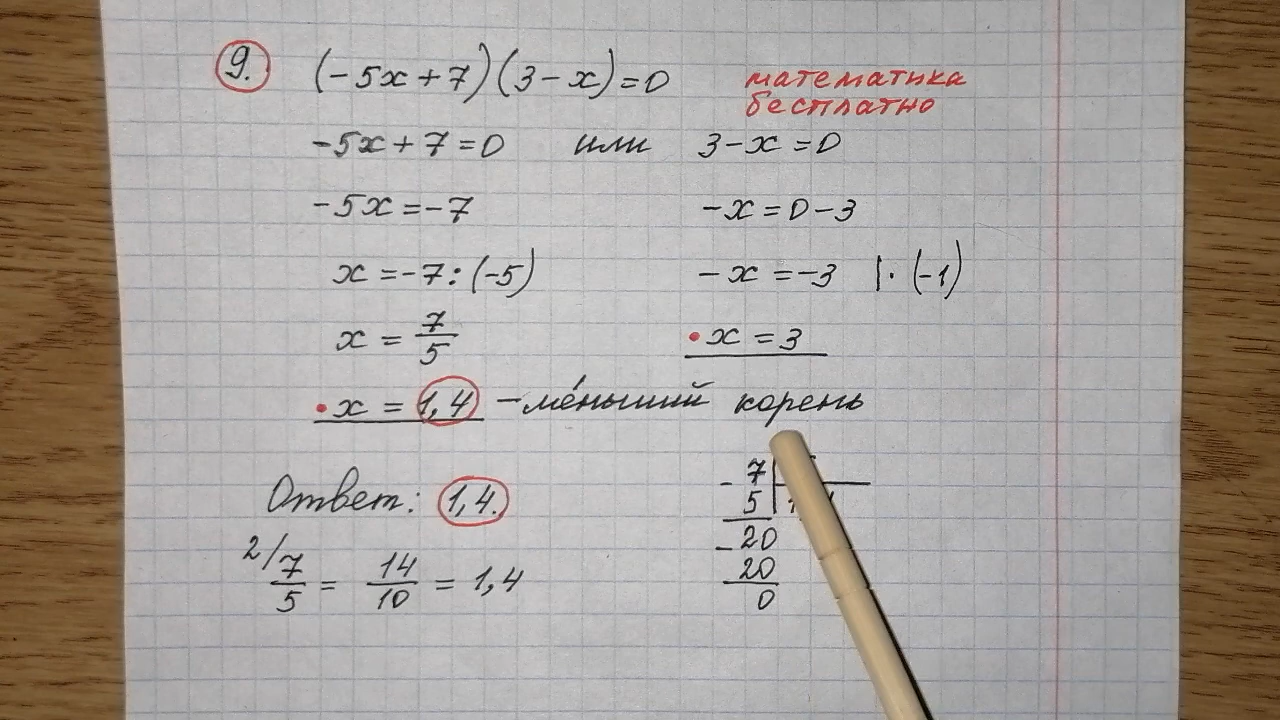 9. (-5x+7)(3-x)=0 математика
бесплатно
-5x+7=0 или 3-x=0
-5x=-7 -x=0-3
x=-7:(-5) -x=-3 |·(-1)
x = 7/5 · x = 3
· x = 1,4 - ме́ньший корень
Ответ: 1,4.
2/ 7/5 = 14/10 = 1,4
- 7
5
- 20
20
0